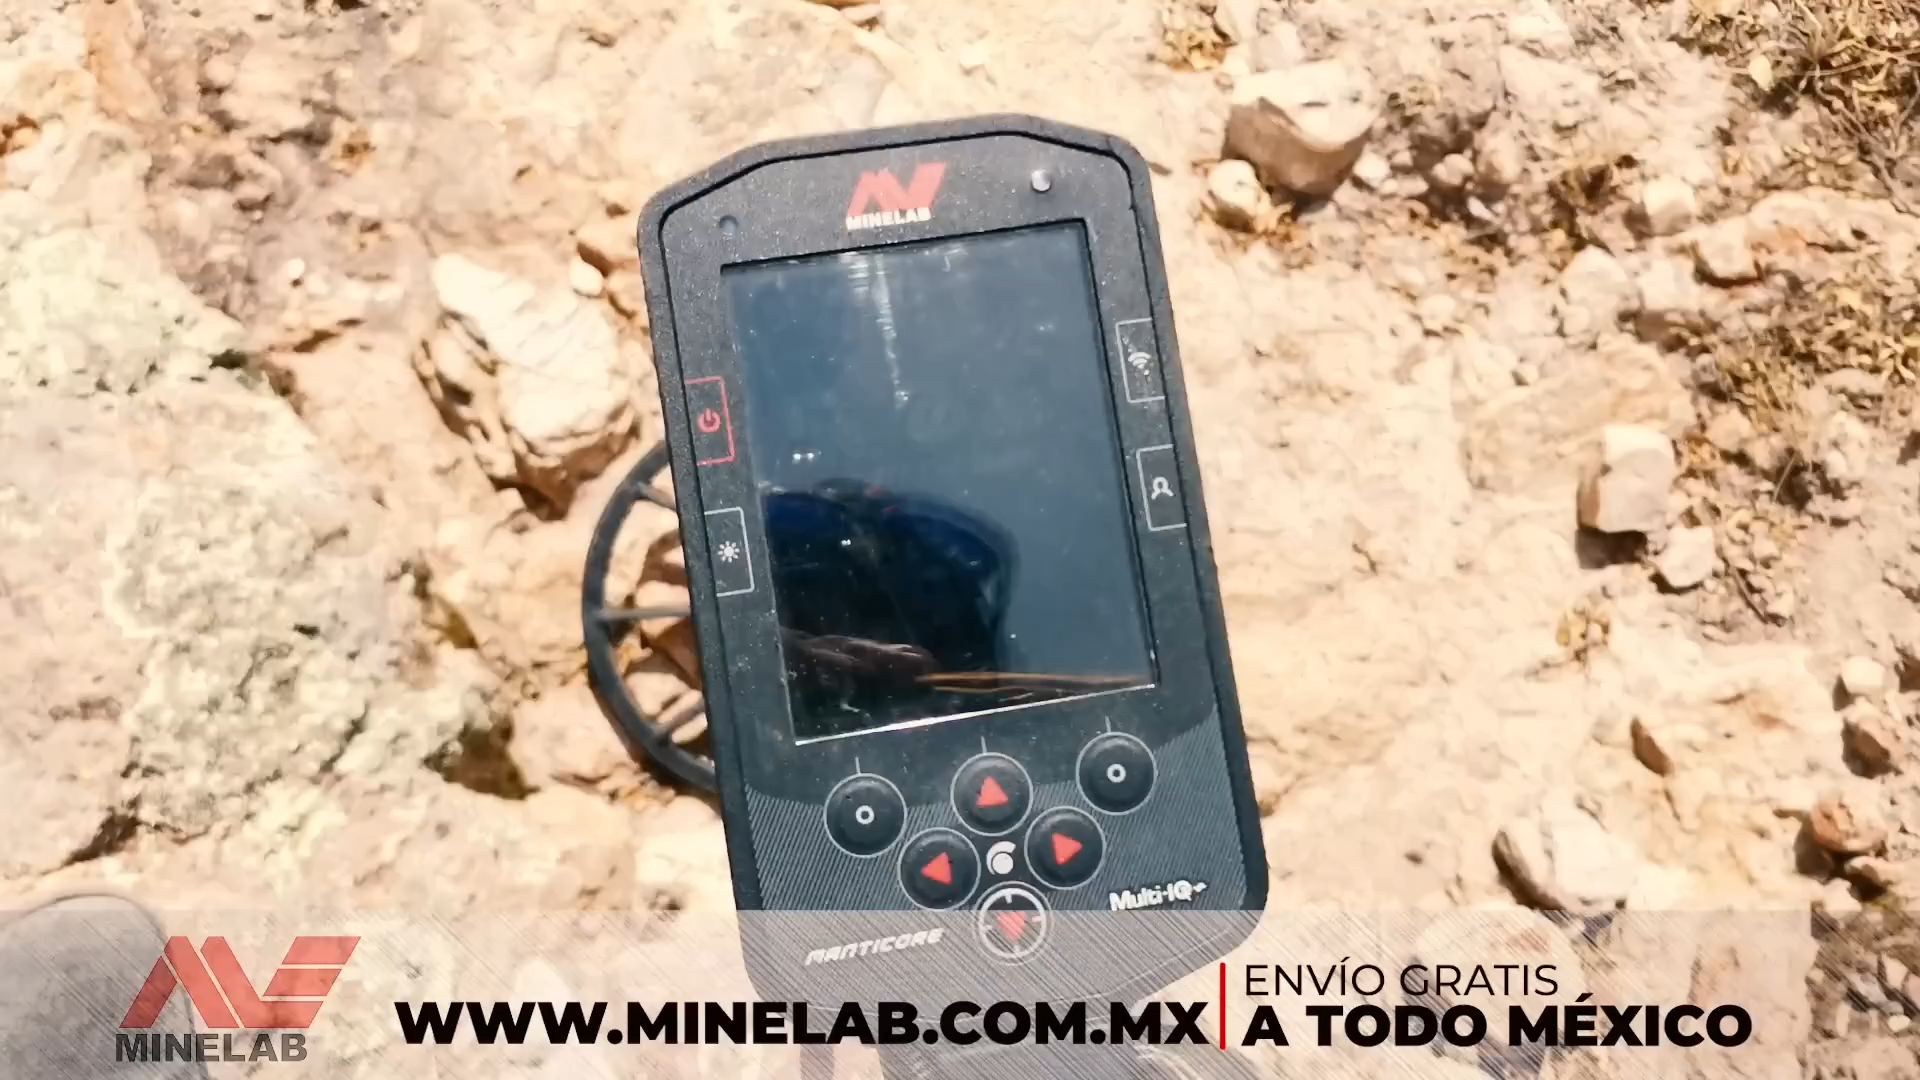 MINELAB
Multi-IQ+
MANTICORE
MINELAB
WWW.MINELAB.COM.MX
ENVÍO GRATIS
A TODO MÉXICO